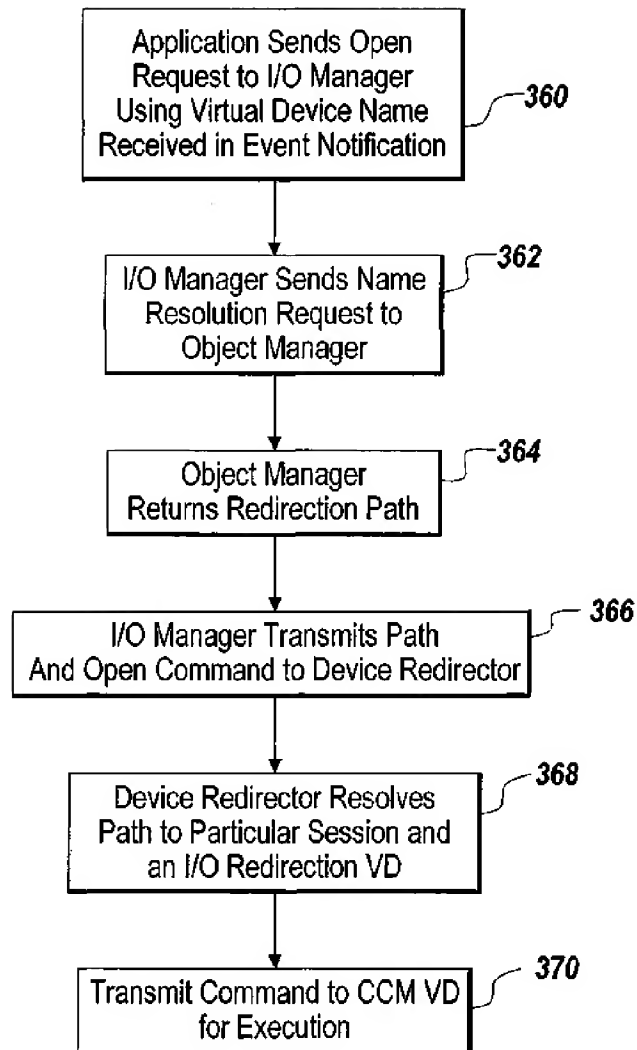 Application Sends Open
Request to I/O Manager
Using Virtual Device Name
Received in Event Notification
360
I/O Manager Sends Name
Resolution Request to
Object Manager
362
Object Manager
Returns Redirection Path
364
I/O Manager Transmits Path
And Open Command to Device Redirector
366
Device Redirector Resolves
Path to Particular Session and
an I/O Redirection VD
368
Transmit Command to CCM VD
for Execution
370